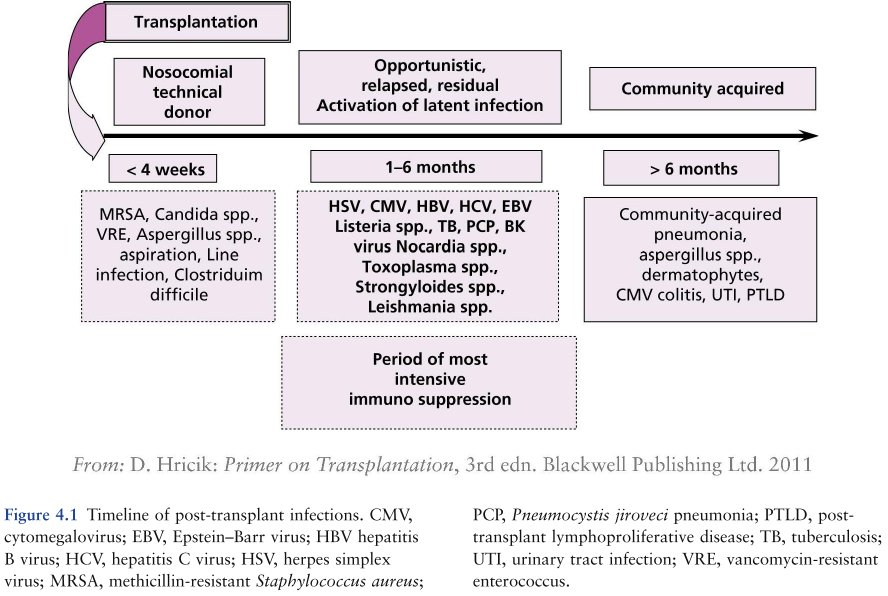 Transplantation
Nosocomial
technical
donor
Opportunistic,
relapsed, residual
Activation of latent infection
Community acquired
< 4 weeks
1–6 months
> 6 months
MRSA, Candida spp.,
VRE, Aspergillus spp.,
aspiration, Line
infection, Clostriduim
difficile
HSV, CMV, HBV, HCV, EBV
Listeria spp., TB, PCP, BK
virus Nocardia spp.,
Toxoplasma spp.,
Strongyloides spp.,
Leishmania spp.
Community-acquired
pneumonia,
aspergillus spp.,
dermatophytes,
CMV colitis, UTI, PTLD
Period of most
intensive
immuno suppression
From: D. Hricik: Primer on Transplantation, 3rd edn. Blackwell Publishing Ltd. 2011
Figure 4.1 Timeline of post-transplant infections. CMV,
cytomegalovirus; EBV, Epstein–Barr virus; HBV hepatitis
B virus; HCV, hepatitis C virus; HSV, herpes simplex
virus; MRSA, methicillin-resistant Staphylococcus aureus;
PCP, Pneumocystis jiroveci pneumonia; PTLD, post-
transplant lymphoproliferative disease; TB, tuberculosis;
UTI, urinary tract infection; VRE, vancomycin-resistant
enterococcus.